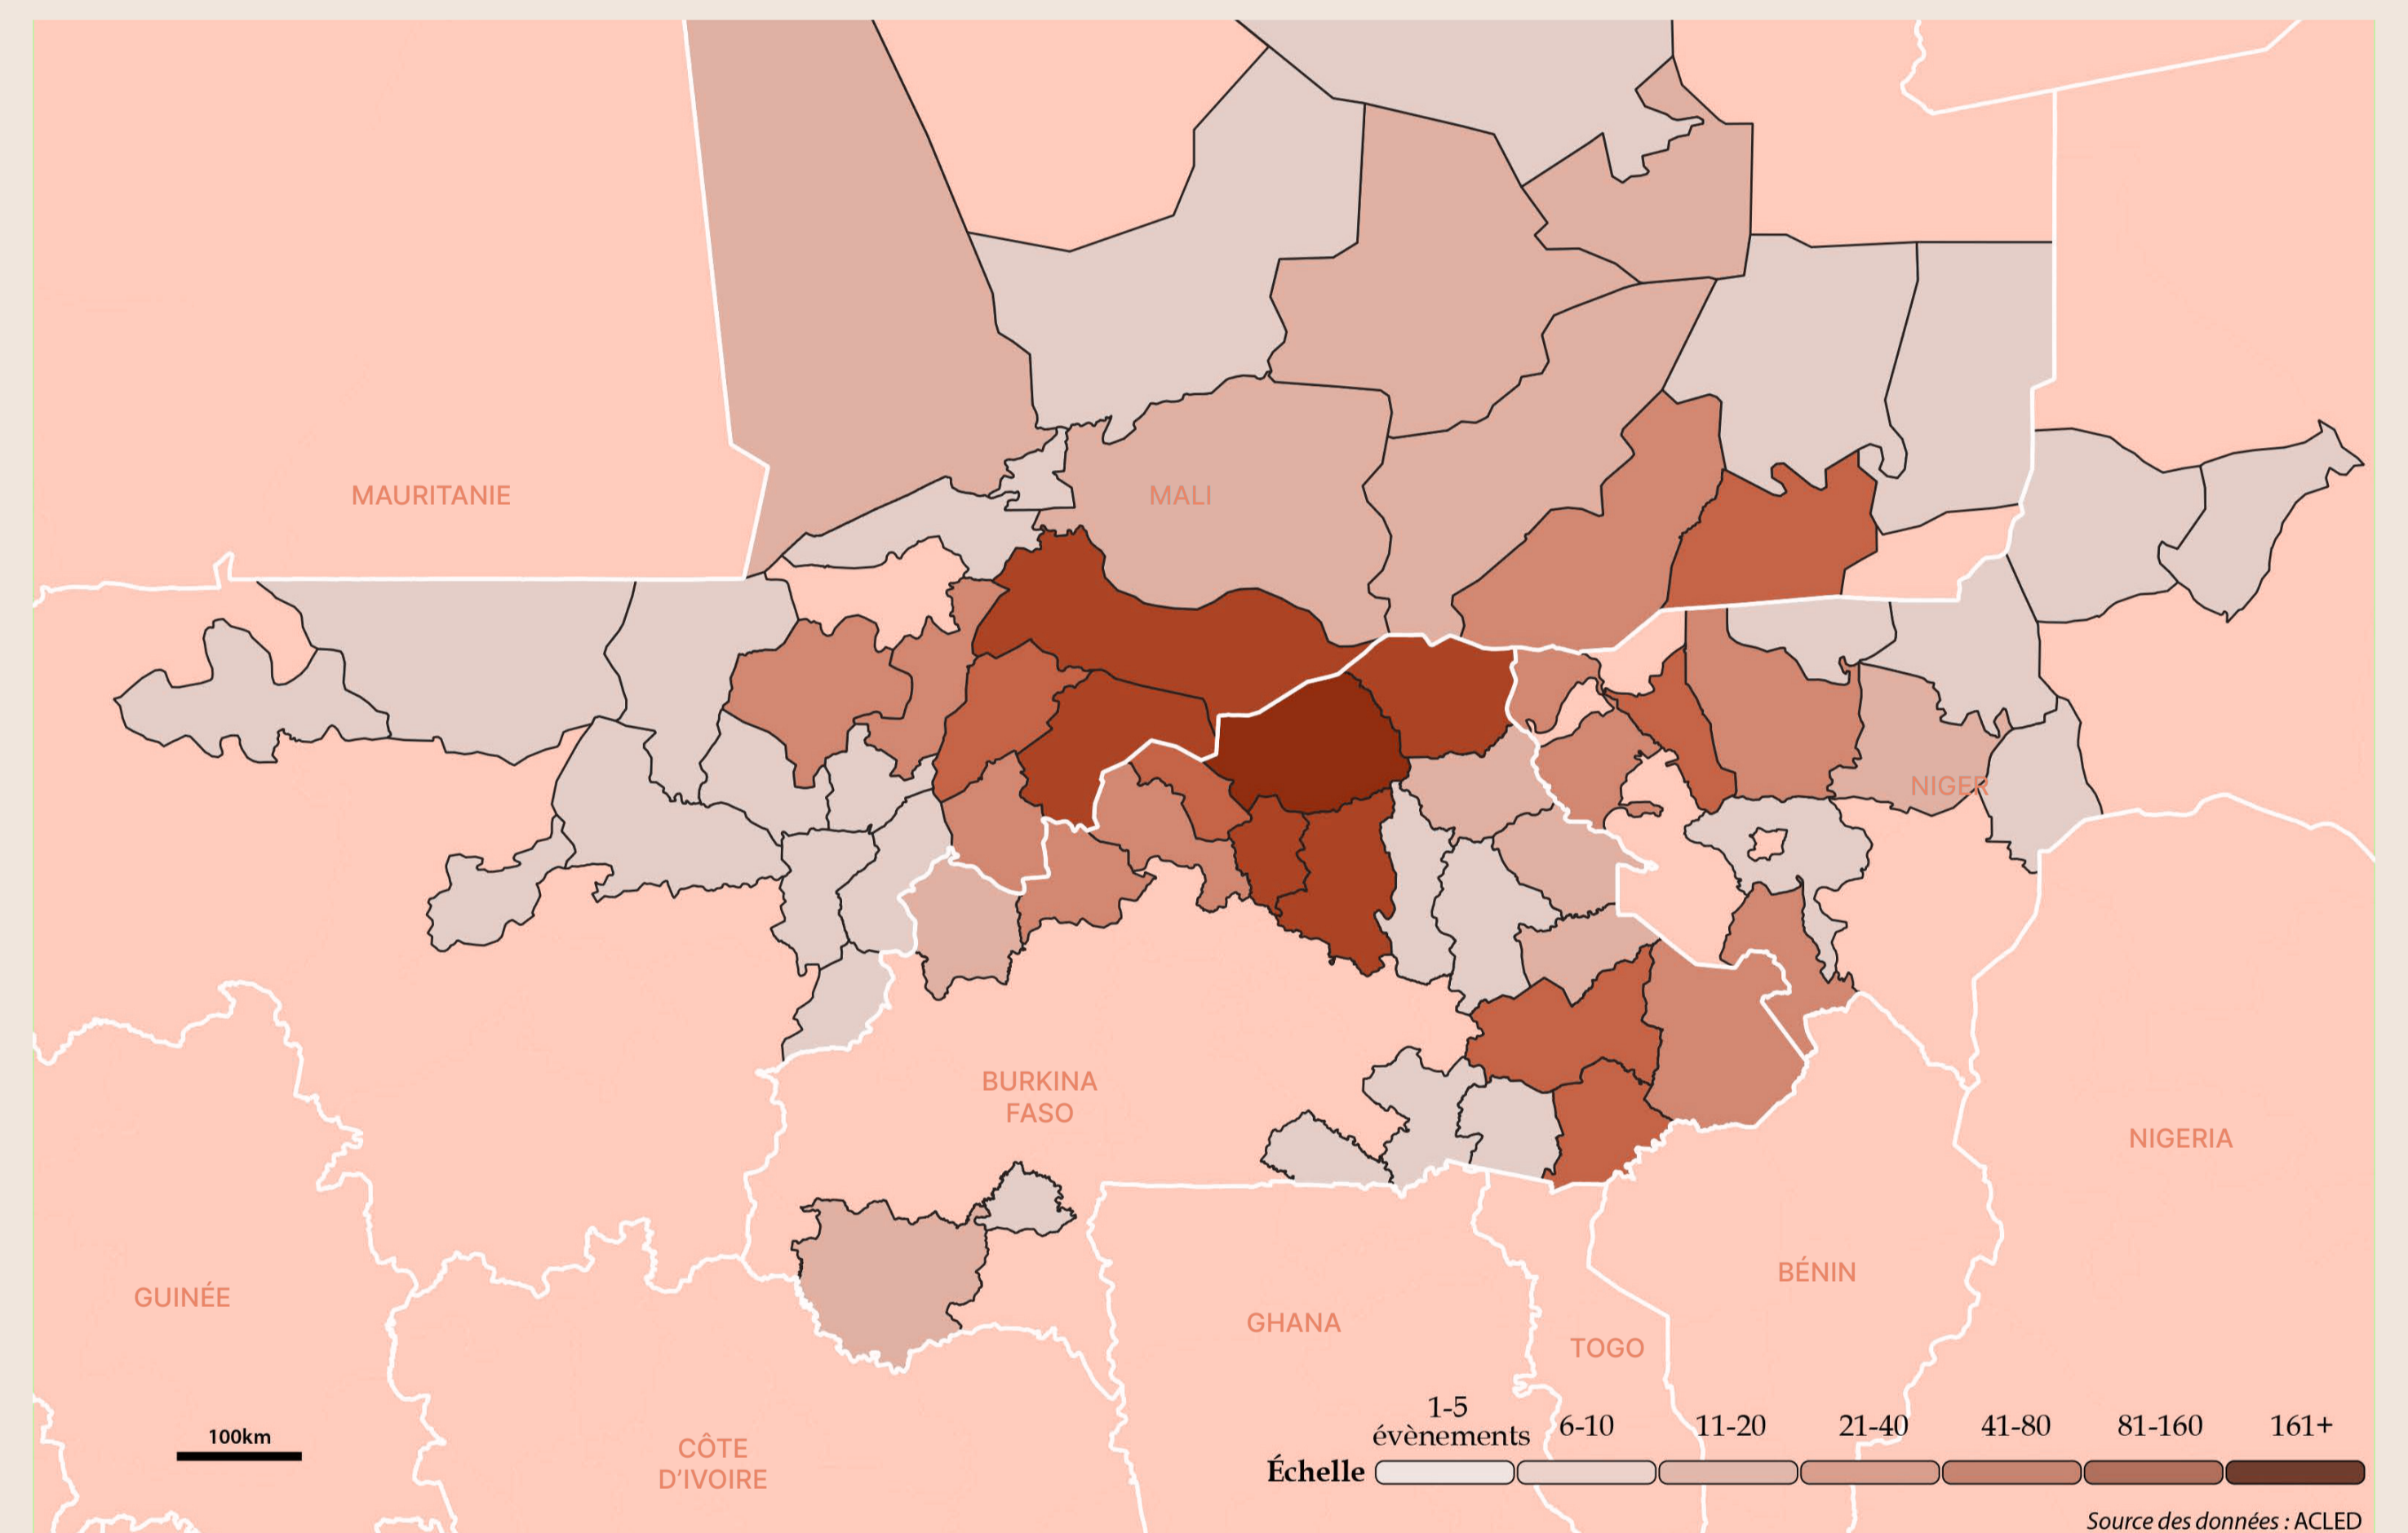 MAURITANIE
MALI
NIGER
BURKINA
FASO
NIGERIA
BÉNIN
GUINÉE
GHANA
TOGO
CÔTE
D'IVOIRE
100km
1-5
évènements
6-10
11-20
21-40
41-80
81-160
161+
Échelle
Source des données : ACLED